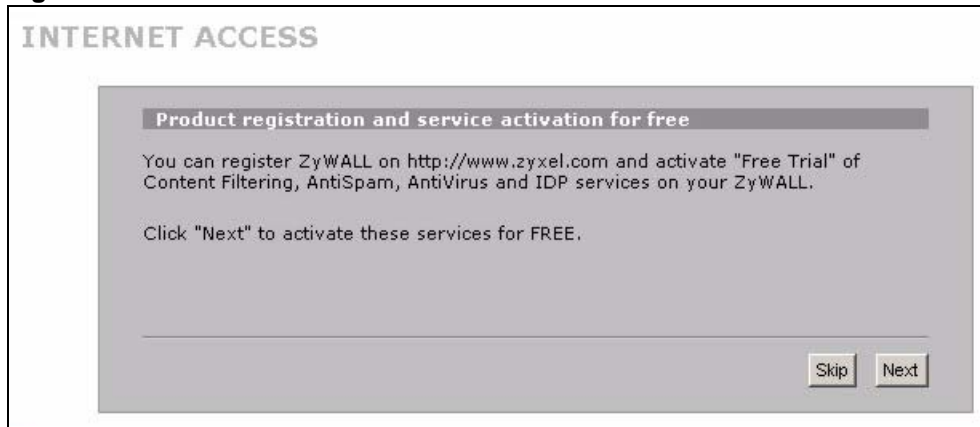 INTERNET ACCESS
Product registration and service activation for free
You can register ZyWALL on http://www.zyxel.com and activate "Free Trial" of
Content Filtering, AntiSpam, AntiVirus and IDP services on your ZyWALL.
Click "Next" to activate these services for FREE.
Skip Next